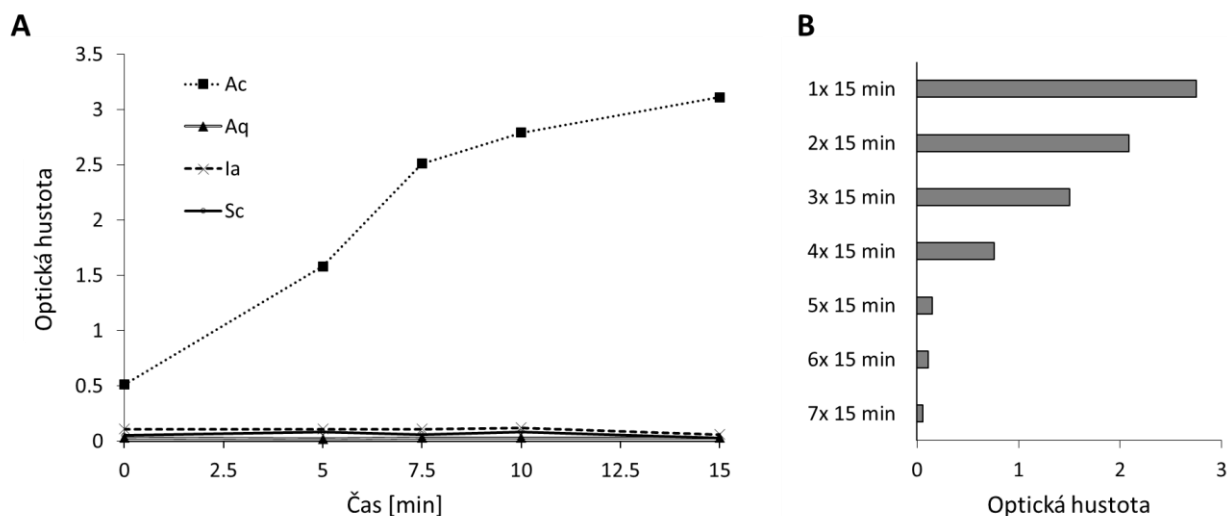 A
3.5
3
2.5
2
1.5
1
0.5
0
Optická hustota
Ac
Aq
Ia
Sc
0
2.5
5
7.5
10
12.5
15
Čas [min]
B
1x 15 min
2x 15 min
3x 15 min
4x 15 min
5x 15 min
6x 15 min
7x 15 min
0
1
2
3
Optická hustota